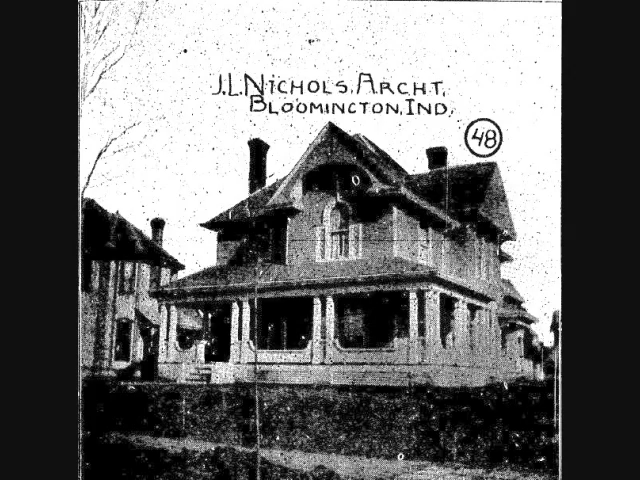 J.L. NICHOLS, ARCHT.
BLOOMINGTON, IND.
48